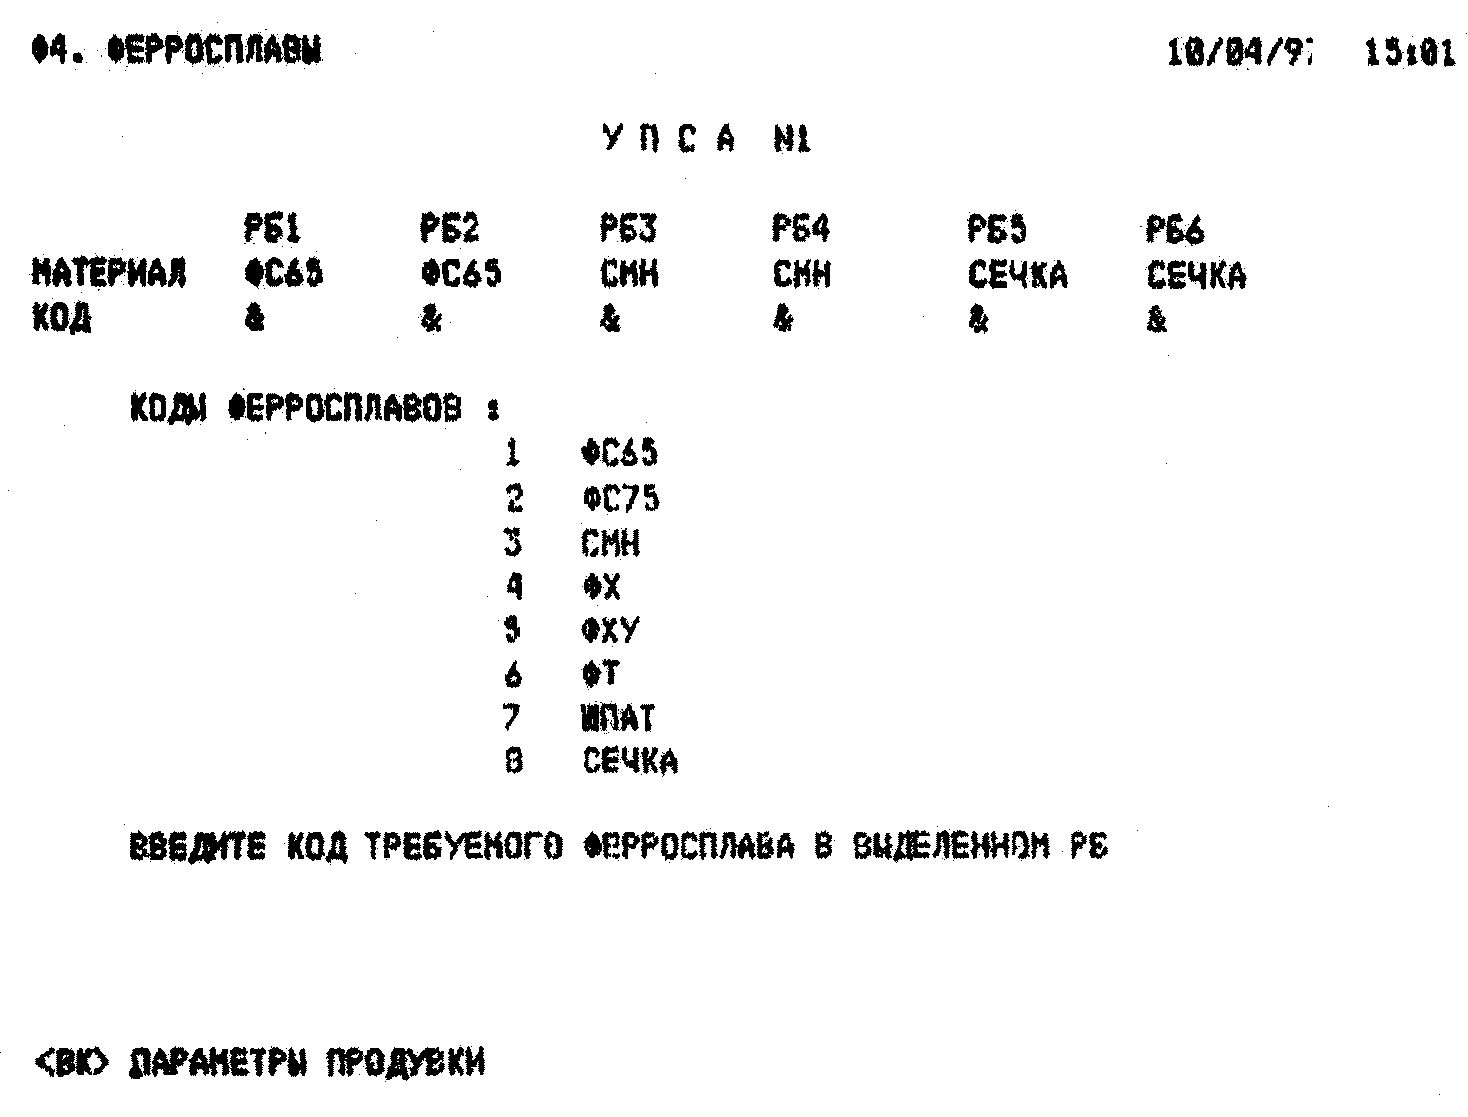 Ф4. ФЕРРОСПЛАВЫ 10/04/97 15:01
У П С А N1
РБ1 РБ2 РБ3 РБ4 РБ5 РБ6
МАТЕРИАЛ ФС65 ФС65 СМН СМН СЕЧКА СЕЧКА
КОД & & & & & &
КОДЫ ФЕРРОСПЛАВОВ :
1 ФС65
2 ФС75
3 СМН
4 ФХ
5 ФХУ
6 ФТ
7 ШПАТ
8 СЕЧКА
ВВЕДИТЕ КОД ТРЕБУЕМОГО ФЕРРОСПЛАВА В ВЫДЕЛЕННОМ РБ
<ВК> ПАРАМЕТРЫ ПРОДУВКИ